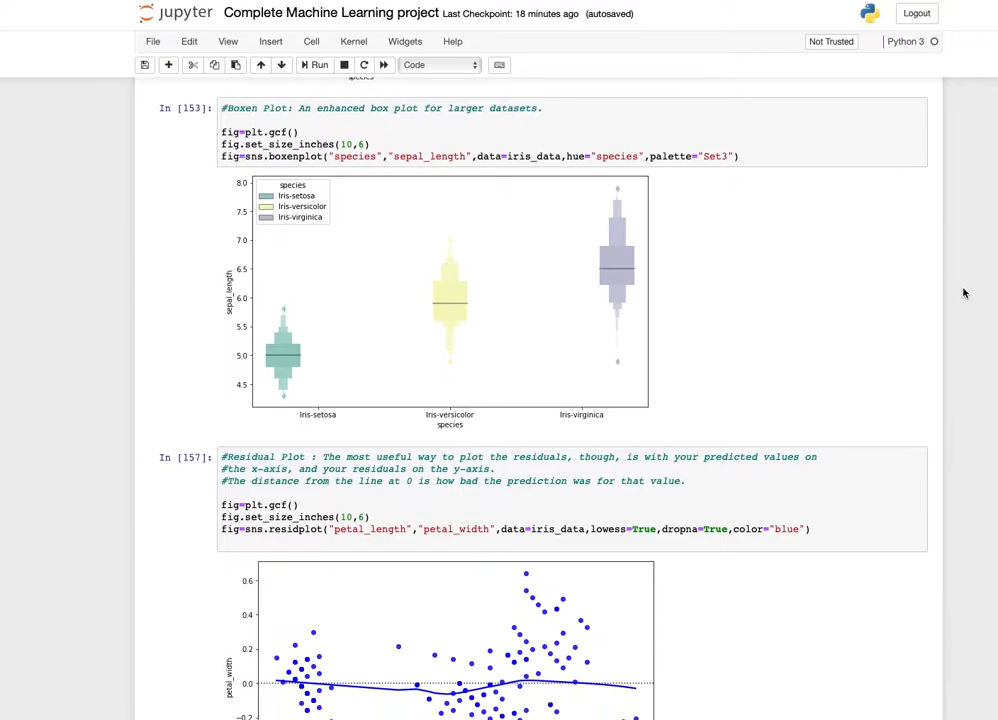 jupyter Complete Machine Learning project Last Checkpoint: 18 minutes ago (autosaved)
Logout
File Edit View Insert Cell Kernel Widgets Help
Not Trusted
Python 3
Run
Code
species
In [153]: #Boxen Plot: An enhanced box plot for larger datasets.
fig=plt.gcf()
fig.set_size_inches(10,6)
fig=sns.boxenplot("species","sepal_length",data=iris_data,hue="species",palette="Set3")
8.0
species
Iris-setosa
Iris-versicolor
Iris-virginica
7.5
7.0
6.5
6.0
5.5
5.0
4.5
sepal_length
Iris-setosa Iris-versicolor Iris-virginica
species
In [157]: #Residual Plot : The most useful way to plot the residuals, though, is with your predicted values on
#the x-axis, and your residuals on the y-axis.
#The distance from the line at 0 is how bad the prediction was for that value.
fig=plt.gcf()
fig.set_size_inches(10,6)
fig=sns.residplot("petal_length","petal_width",data=iris_data,lowess=True,dropna=True,color="blue")
0.6
0.4
0.2
0.0
-0.2
petal_width